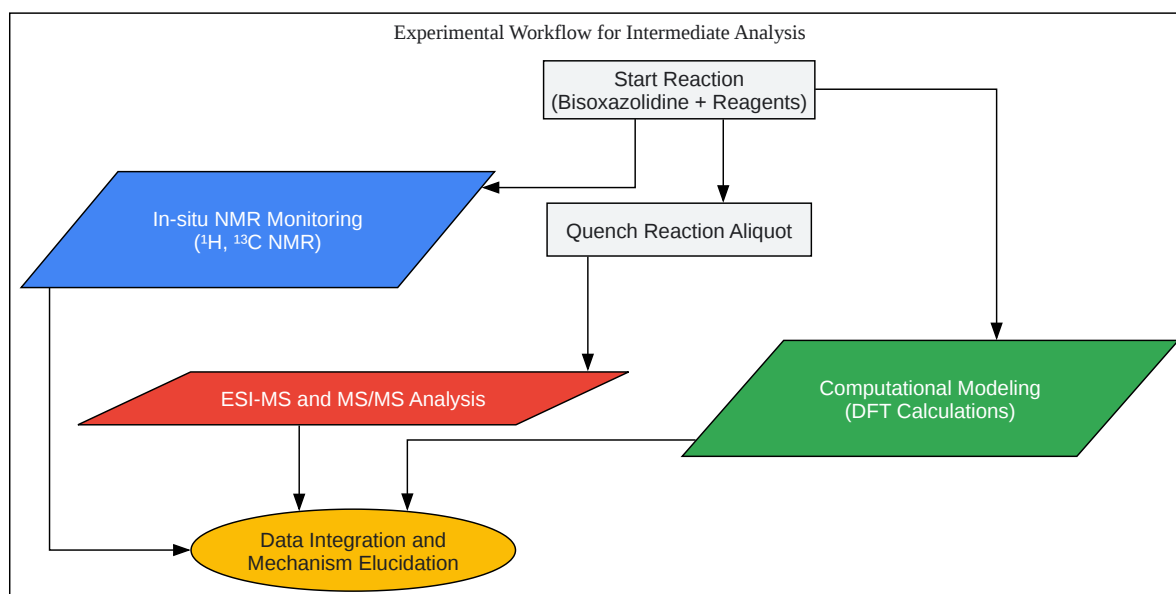 Experimental Workflow for Intermediate Analysis
Start Reaction
(Bisoxazolidine + Reagents)
In-situ NMR Monitoring
(¹H, ¹³C NMR)
Quench Reaction Aliquot
ESI-MS and MS/MS Analysis
Computational Modeling
(DFT Calculations)
Data Integration and
Mechanism Elucidation